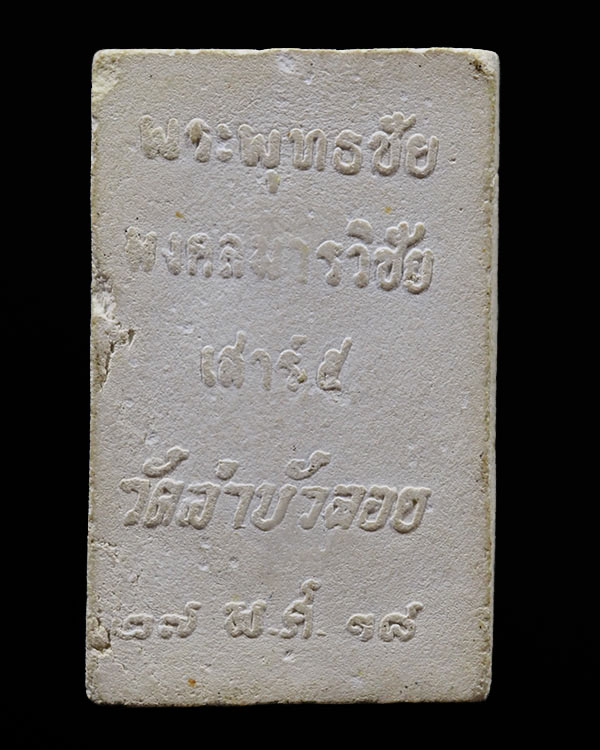 พระพุทธชัย
มงคลมารวิชัย
เสาร์๕
วัดลำบัวลอย
๑๗ พ.ค. ๑๘